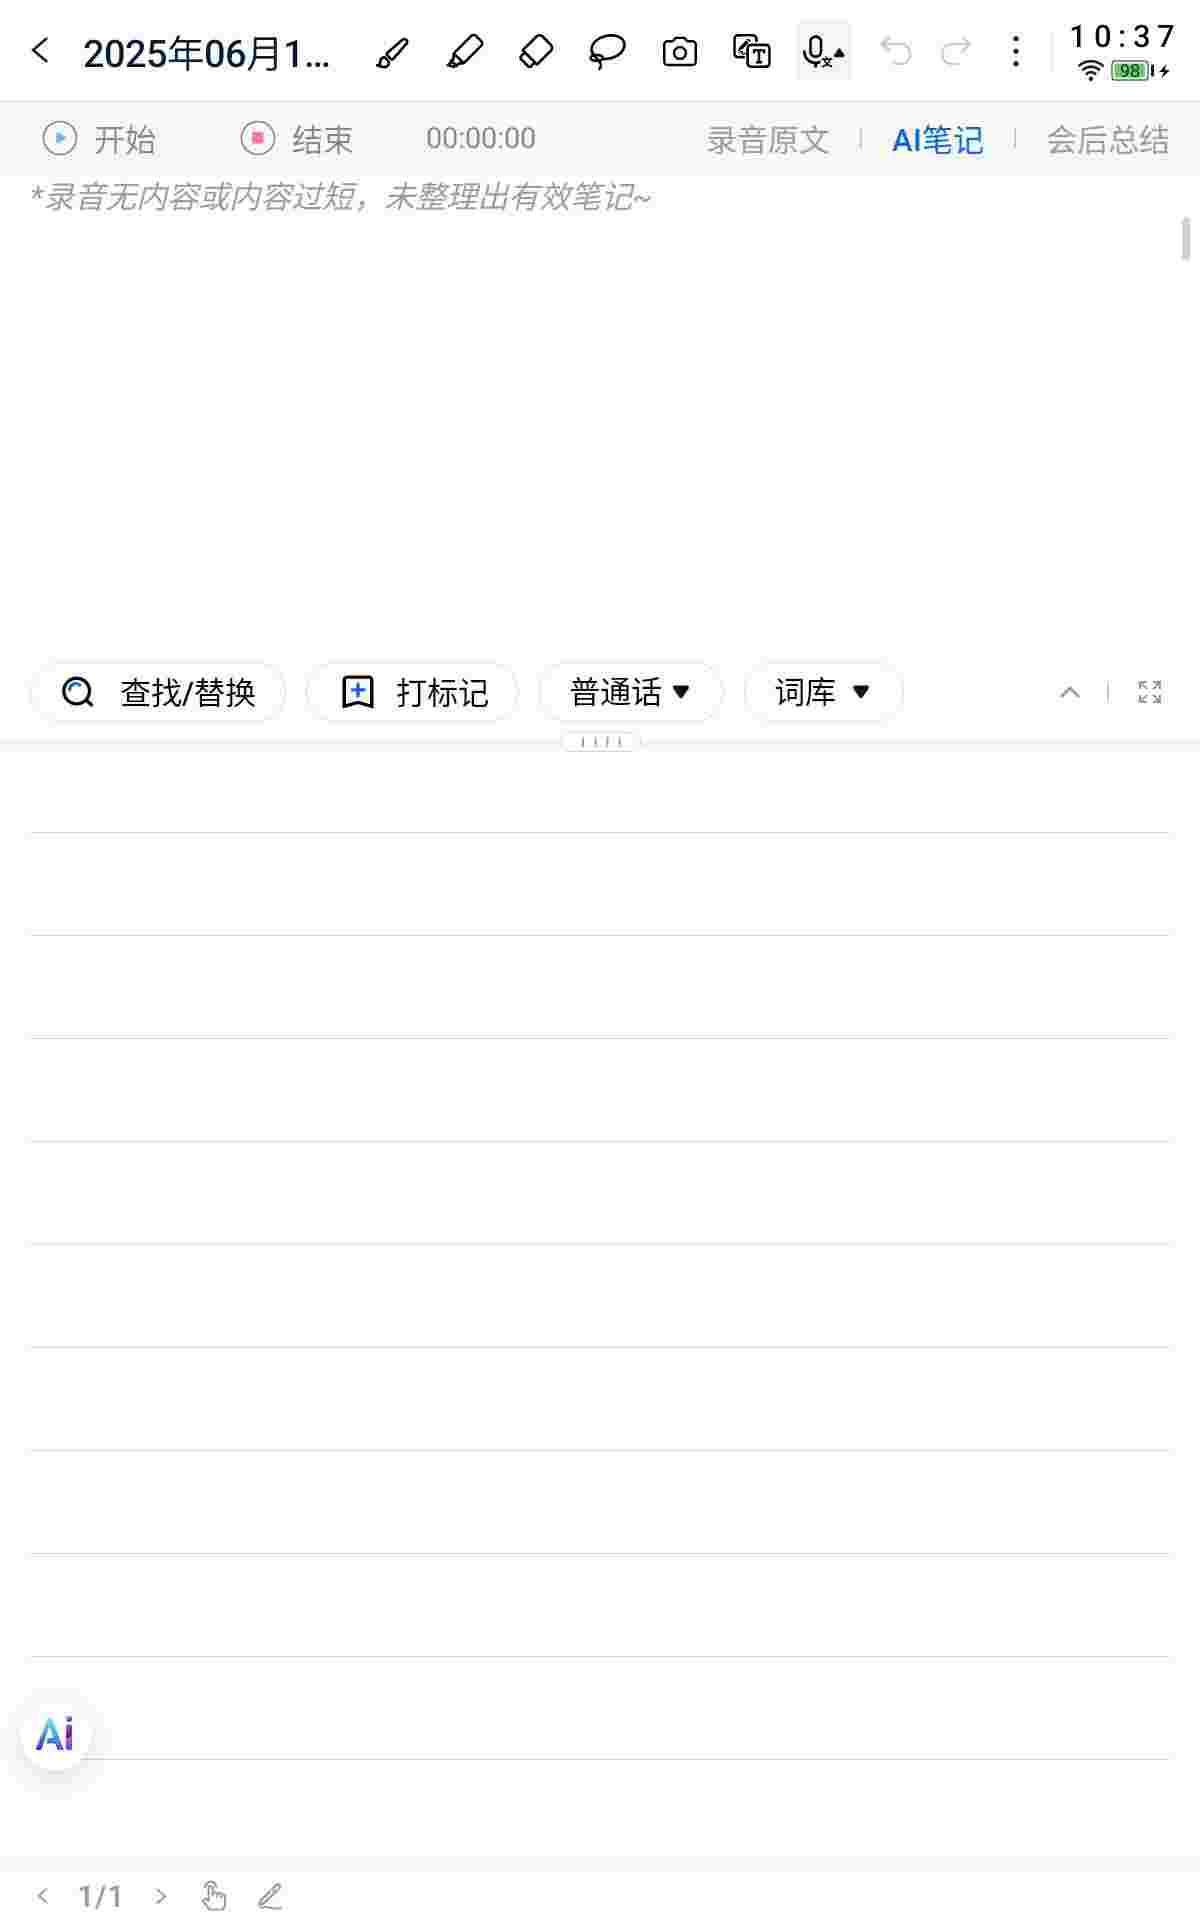 2025年06月1...
10:37
98
开始 结束 00:00:00 录音原文 AI笔记 会后总结
*录音无内容或内容过短，未整理出有效笔记~
查找/替换 打标记 普通话 词库
Ai
1/1